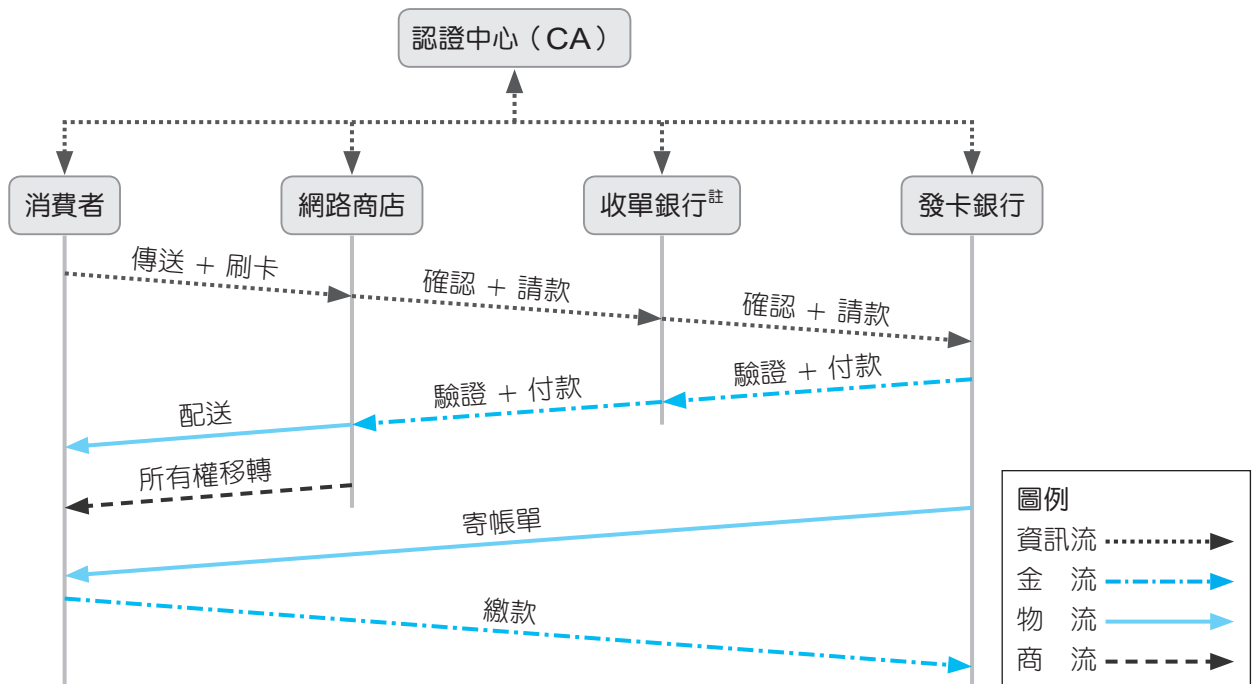 認證中心（CA）
消費者
網路商店
收單銀行註
發卡銀行
傳送 + 刷卡
確認 + 請款
確認 + 請款
驗證 + 付款
驗證 + 付款
配送
所有權移轉
寄帳單
繳款
圖例
資訊流
金　流
物　流
商　流